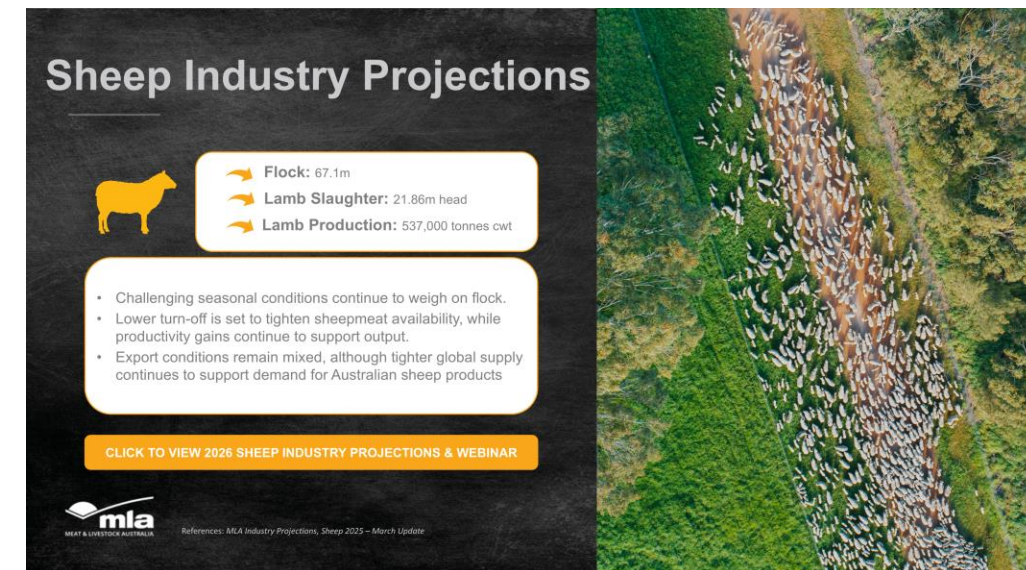 Sheep Industry Projections
Flock: 67.1m
Lamb Slaughter: 21.86m head
Lamb Production: 537,000 tonnes cwt
• Challenging seasonal conditions continue to weigh on flock.
• Lower turn-off is set to tighten sheepmeat availability, while
productivity gains continue to support output.
• Export conditions remain mixed, although tighter global supply
continues to support demand for Australian sheep products
CLICK TO VIEW 2026 SHEEP INDUSTRY PROJECTIONS & WEBINAR
mla
MEAT & LIVESTOCK AUSTRALIA
References: MLA Industry Projections, Sheep 2025 – March Update